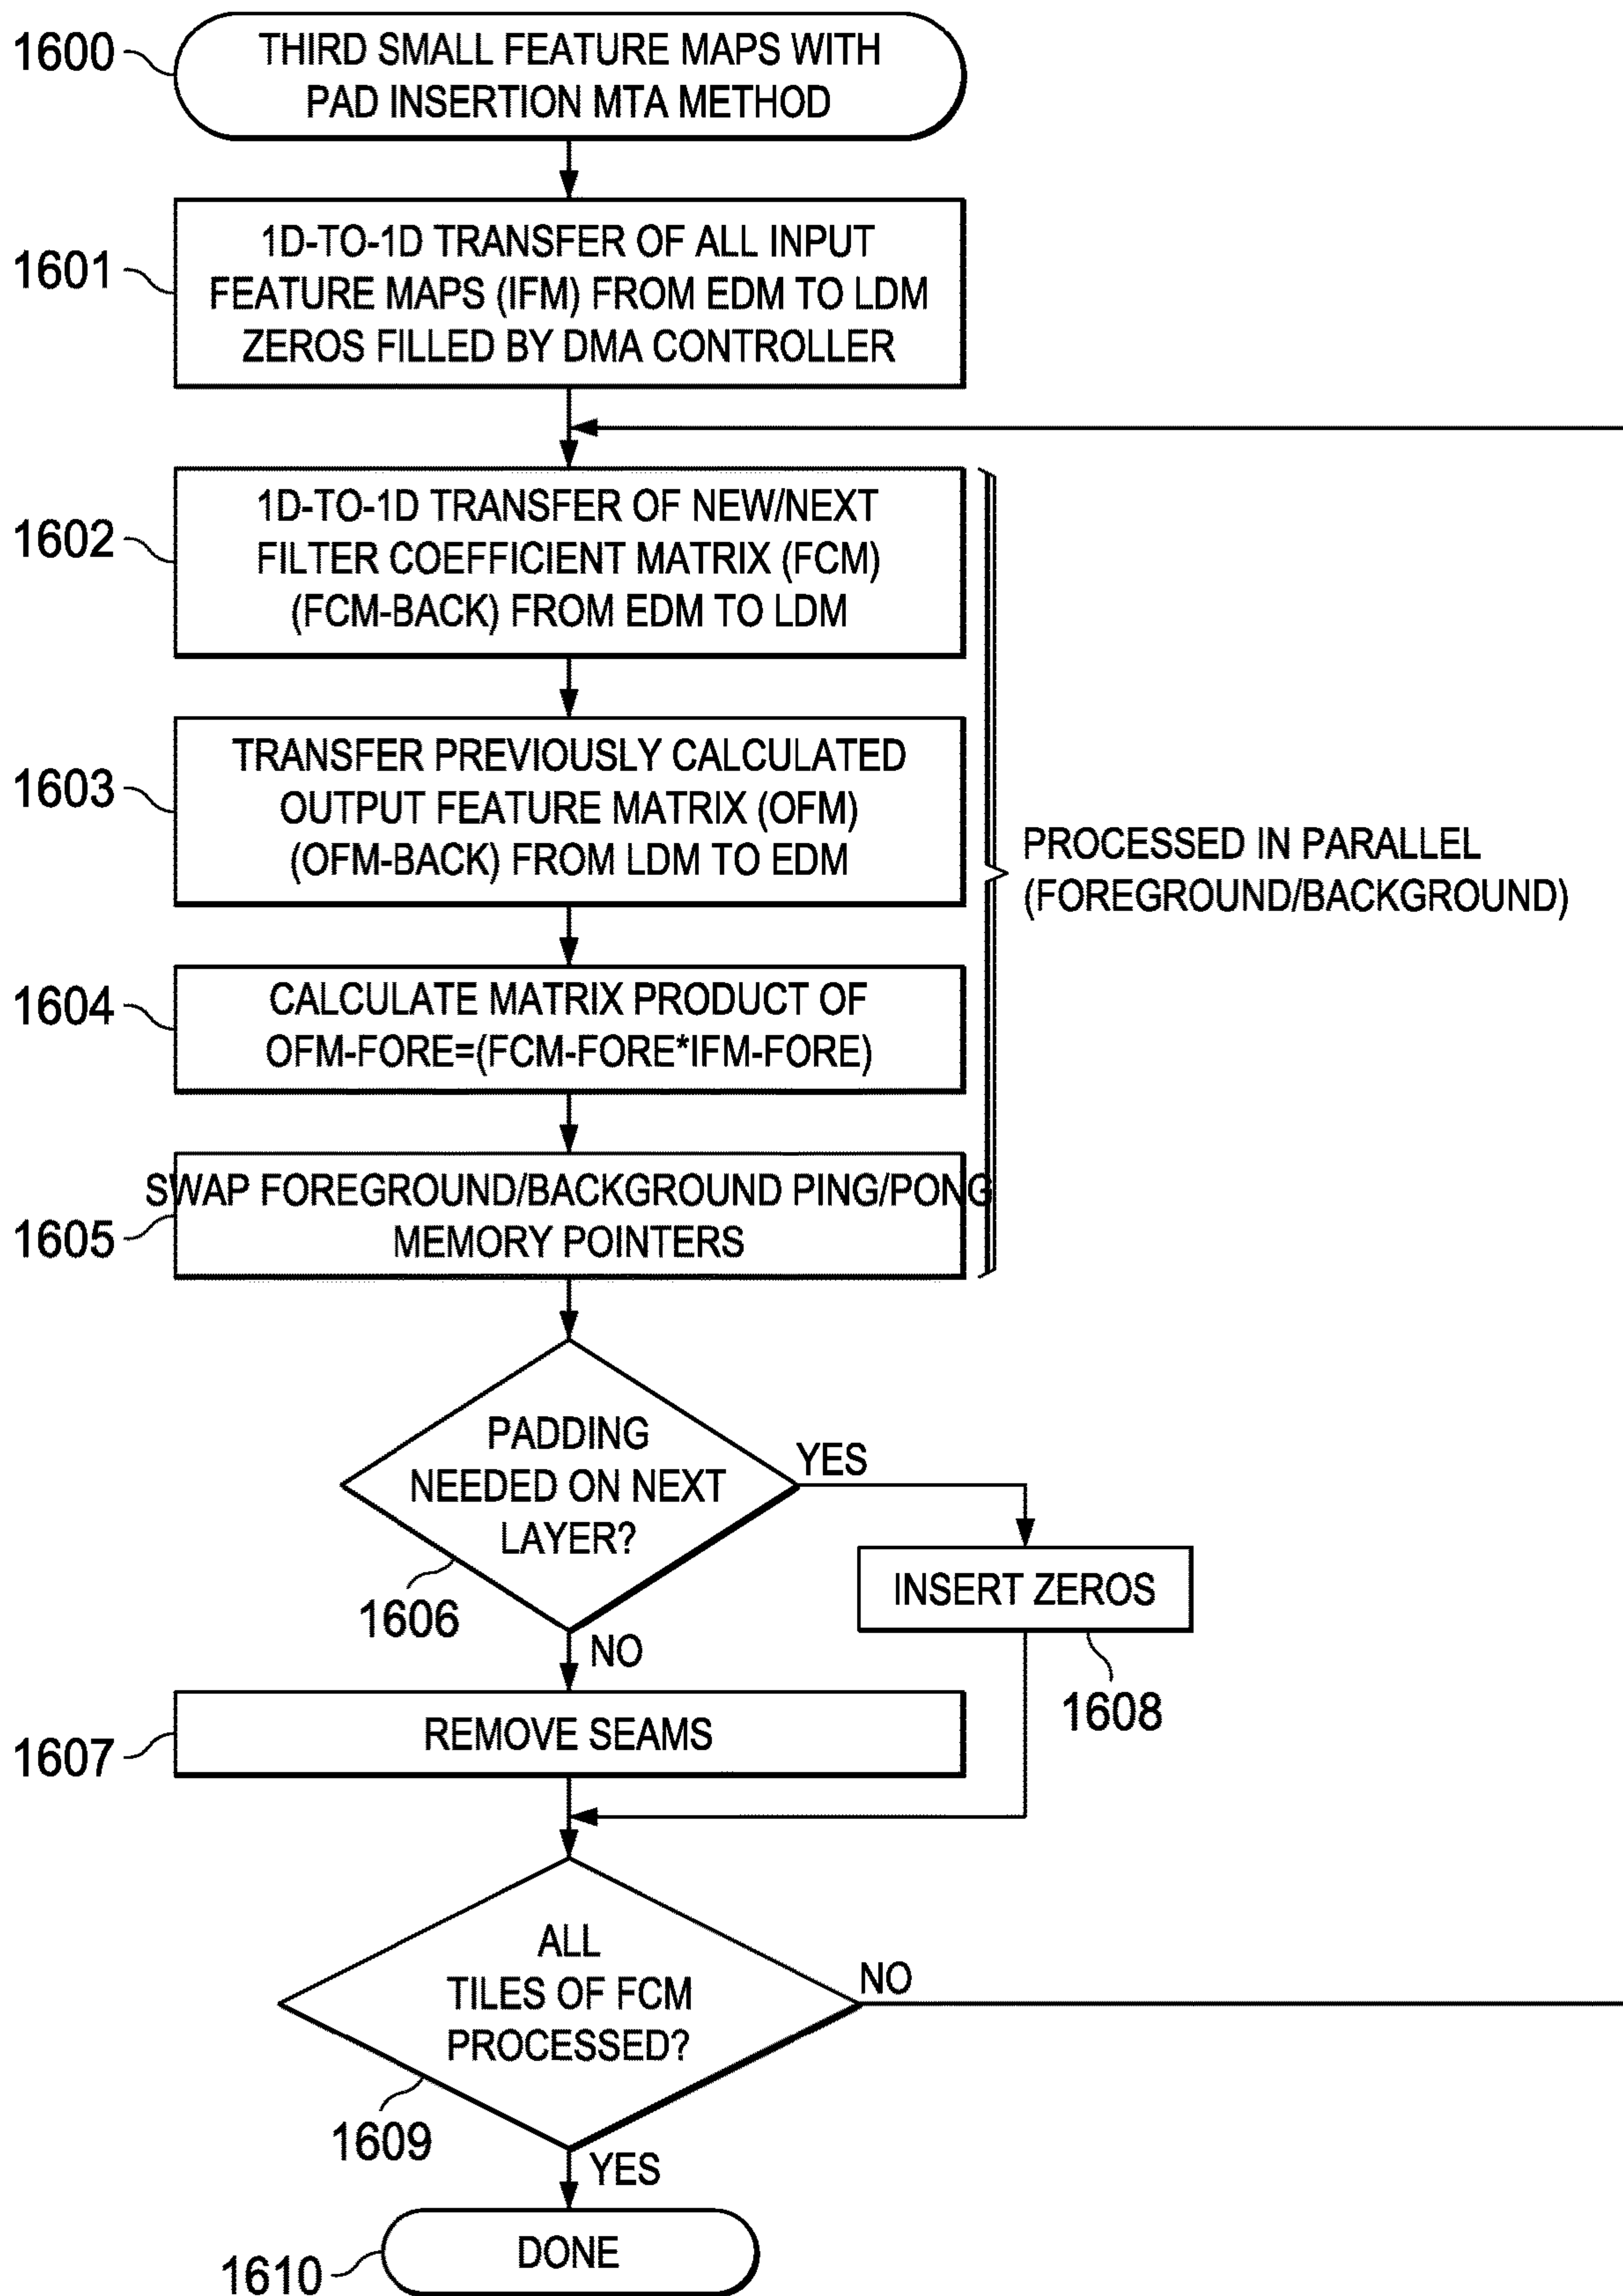 1600
THIRD SMALL FEATURE MAPS WITH
PAD INSERTION MTA METHOD
1601
1D-TO-1D TRANSFER OF ALL INPUT
FEATURE MAPS (IFM) FROM EDM TO LDM
ZEROS FILLED BY DMA CONTROLLER
1602
1D-TO-1D TRANSFER OF NEW/NEXT
FILTER COEFFICIENT MATRIX (FCM)
(FCM-BACK) FROM EDM TO LDM
1603
TRANSFER PREVIOUSLY CALCULATED
OUTPUT FEATURE MATRIX (OFM)
(OFM-BACK) FROM LDM TO EDM
PROCESSED IN PARALLEL
(FOREGROUND/BACKGROUND)
1604
CALCULATE MATRIX PRODUCT OF
OFM-FORE=(FCM-FORE*IFM-FORE)
1605
SWAP FOREGROUND/BACKGROUND PING/PONG
MEMORY POINTERS
PADDING
NEEDED ON NEXT
LAYER?
YES
1606
NO
INSERT ZEROS
1608
1607
REMOVE SEAMS
ALL
TILES OF FCM
PROCESSED?
NO
1609
YES
DONE
1610